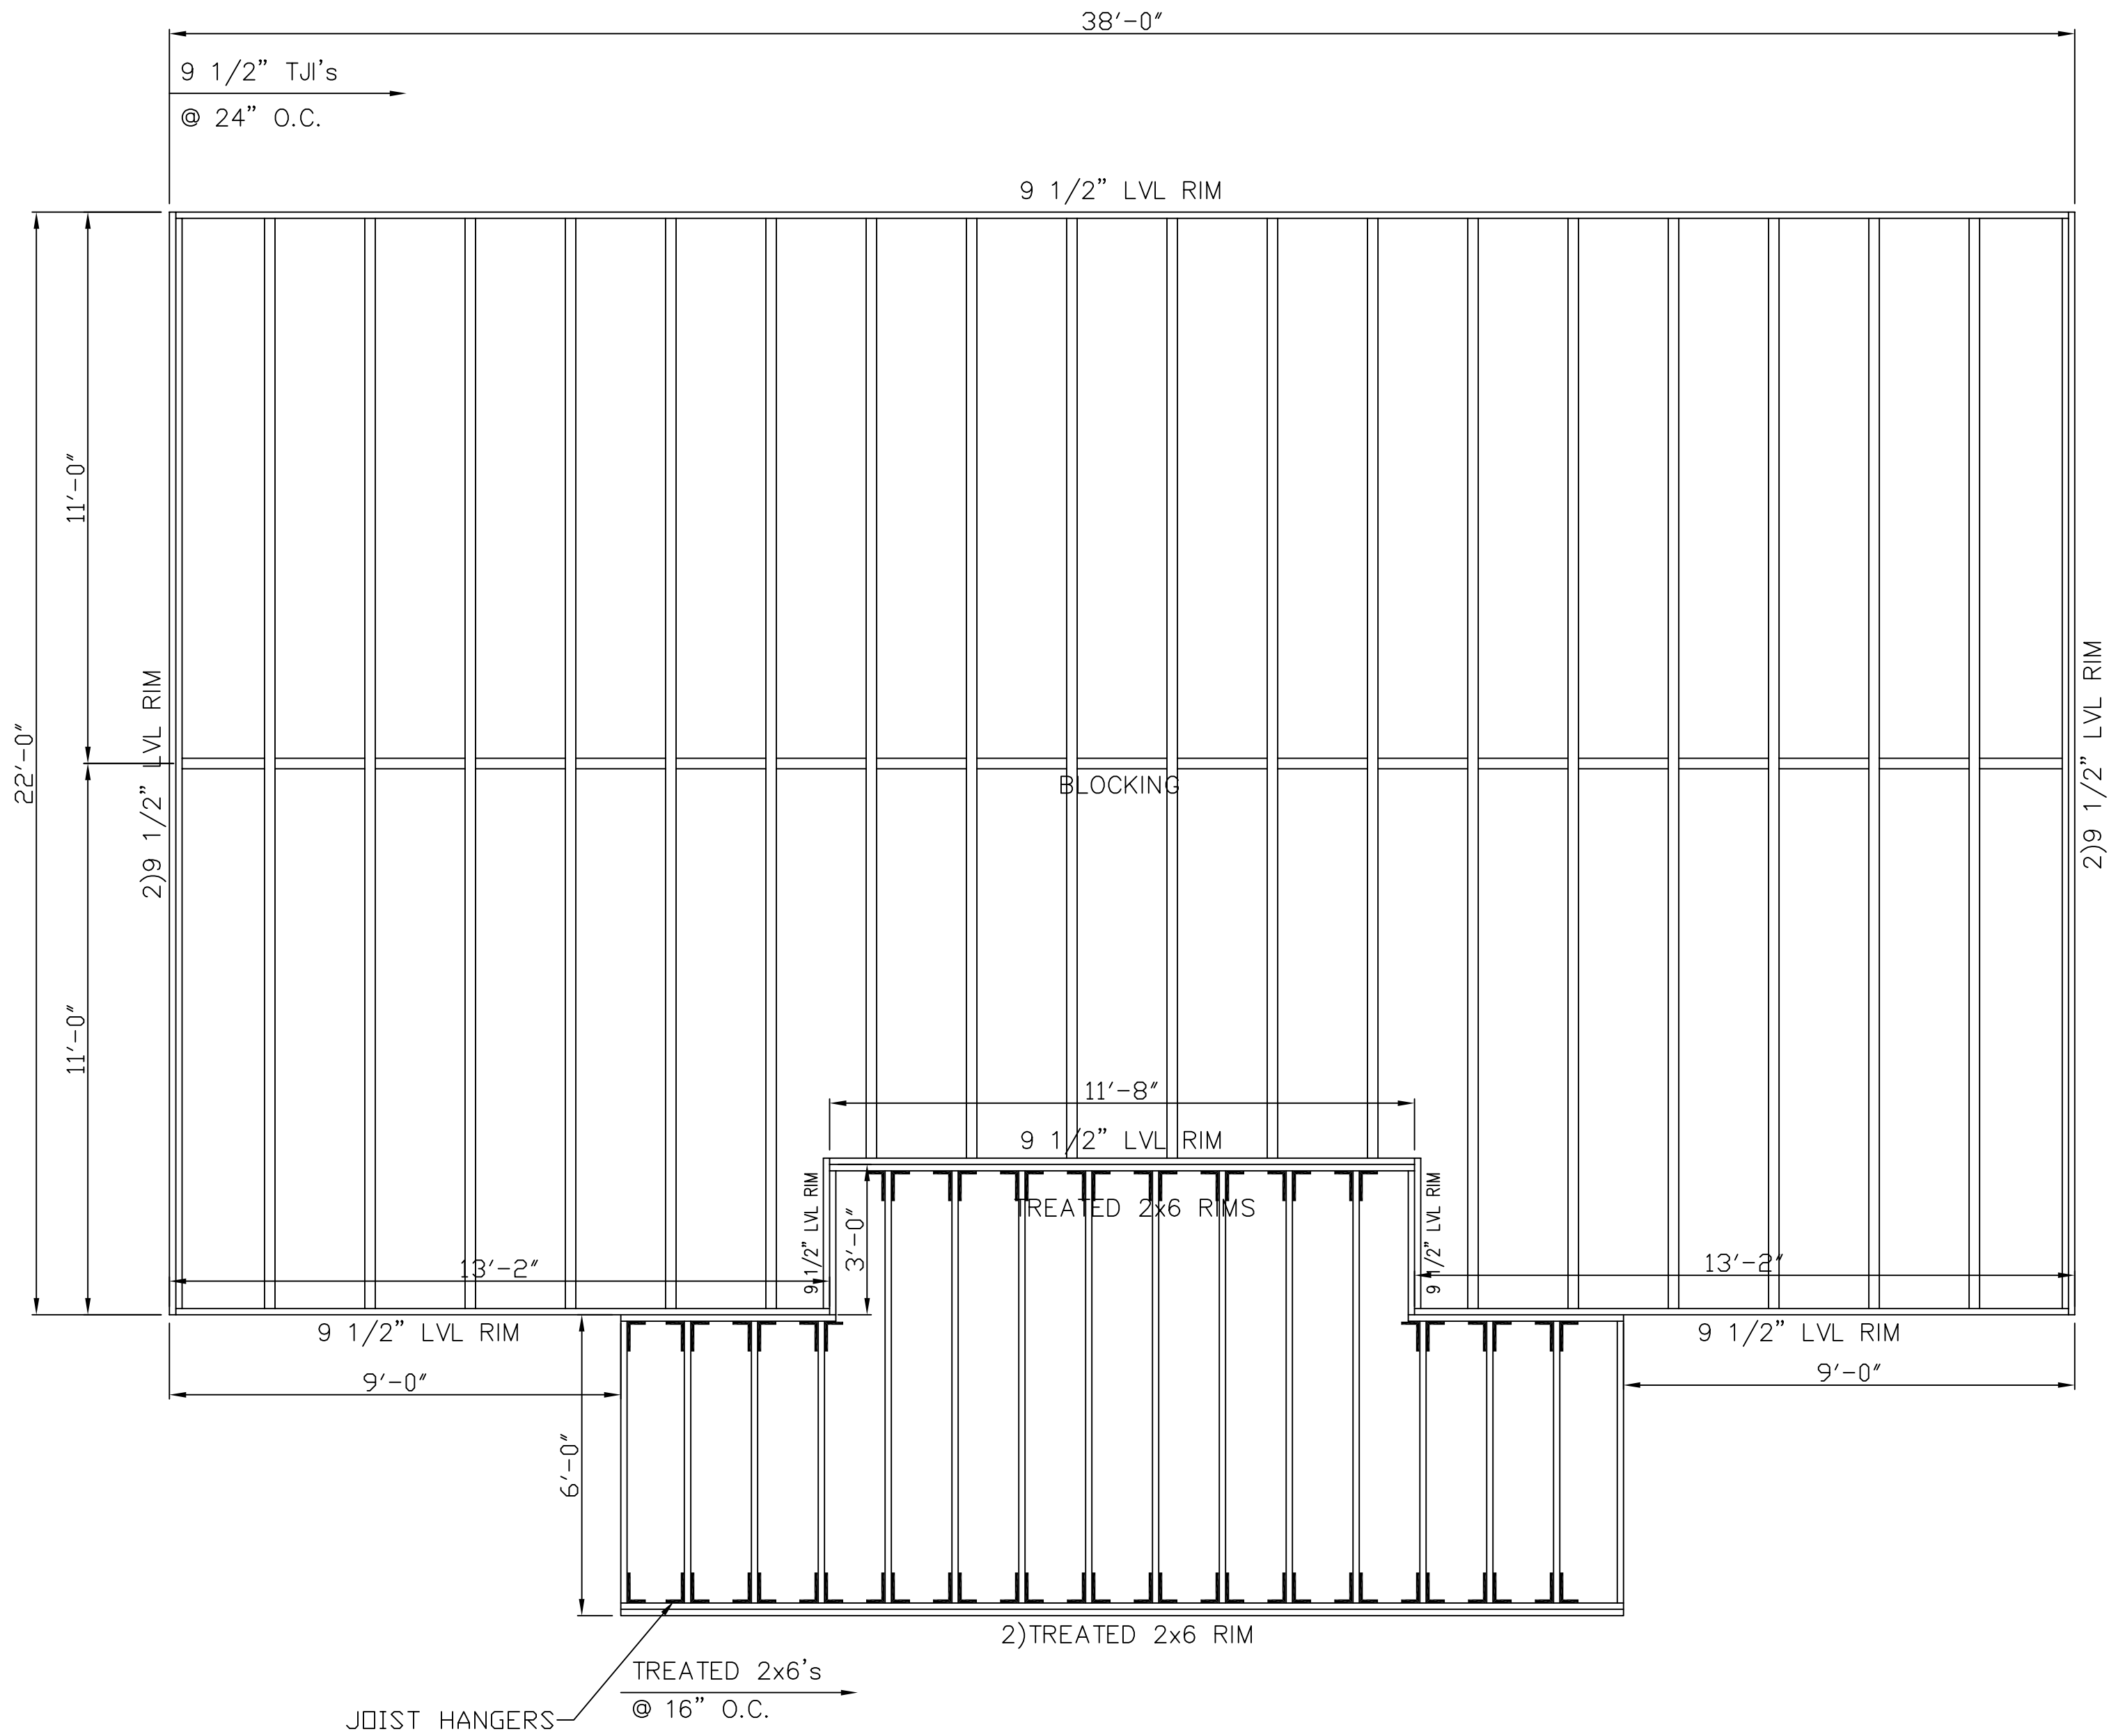 38'-0"
9 1/2" TJI's
@ 24" O.C.
9 1/2" LVL RIM
11'-0"
22'-0"
2)9 1/2" LVL RIM
2)9 1/2" LVL RIM
BLOCKING
11'-0"
11'-8"
9 1/2" LVL RIM
9 1/2" LVL RIM
TREATED 2x6 RIMS
9 1/2" LVL RIM
3'-0"
13'-2"
13'-2"
9 1/2" LVL RIM
9 1/2" LVL RIM
9'-0"
9'-0"
6'-0"
2)TREATED 2x6 RIM
TREATED 2x6's
@ 16" O.C.
JOIST HANGERS